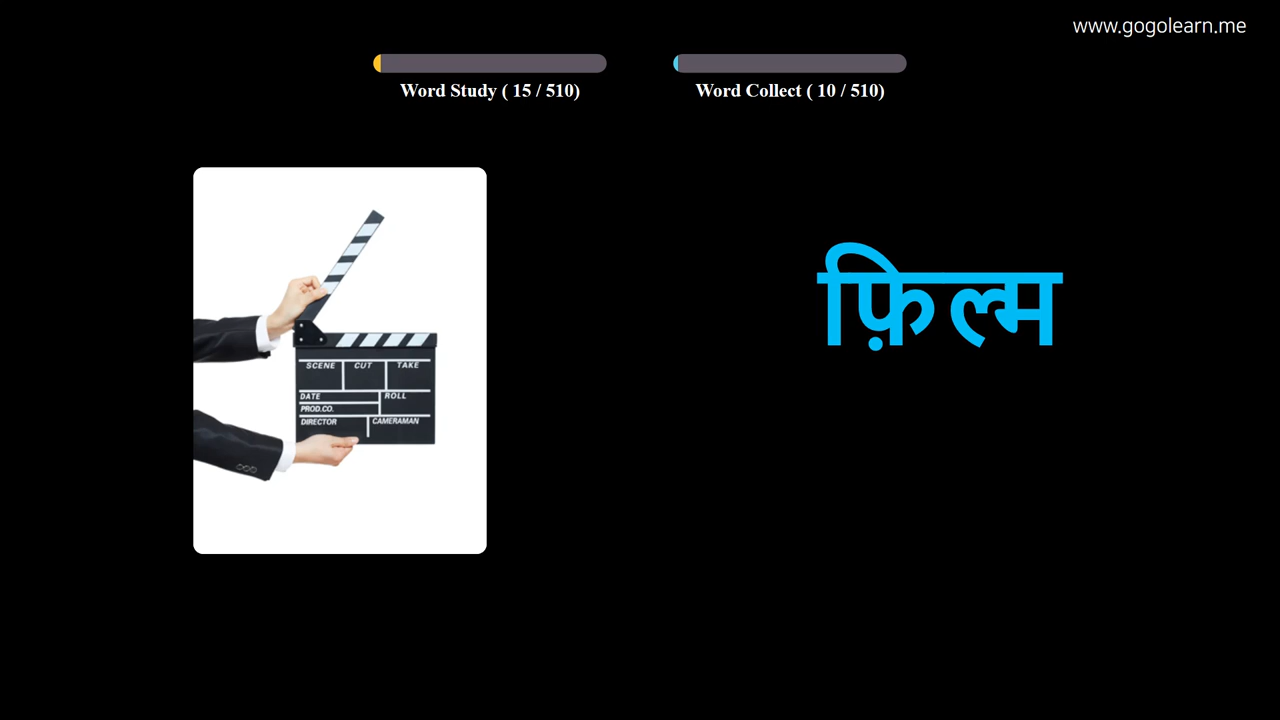 www.gogolearn.me
Word Study ( 15 / 510)
Word Collect ( 10 / 510)
फ़िल्म
SCENE CUT TAKE
DATE ROLL
PROD.CO.
DIRECTOR CAMERAMAN